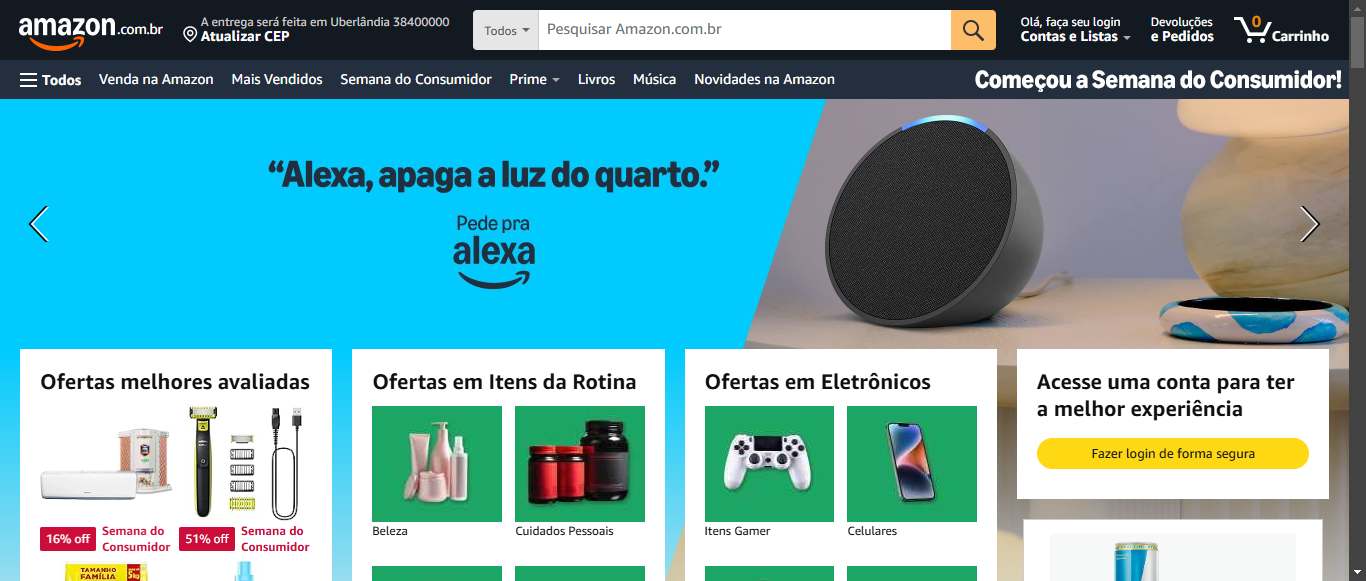 amazon.com.br
A entrega será feita em Uberlândia 38400000
Atualizar CEP
Todos
Pesquisar Amazon.com.br
Olá, faça seu login
Contas e Listas
Devoluções
e Pedidos
0
Carrinho
Todos
Venda na Amazon
Mais Vendidos
Semana do Consumidor
Prime
Livros
Música
Novidades na Amazon
Começou a Semana do Consumidor!
“Alexa, apaga a luz do quarto.”
Pede pra
alexa
Ofertas melhores avaliadas
16% off
Semana do
Consumidor
51% off
Semana do
Consumidor
TAMANHO
FAMÍLIA
5kg
Ofertas em Itens da Rotina
Beleza
Cuidados Pessoais
Ofertas em Eletrônicos
Itens Gamer
Celulares
Acesse uma conta para ter
a melhor experiência
Fazer login de forma segura